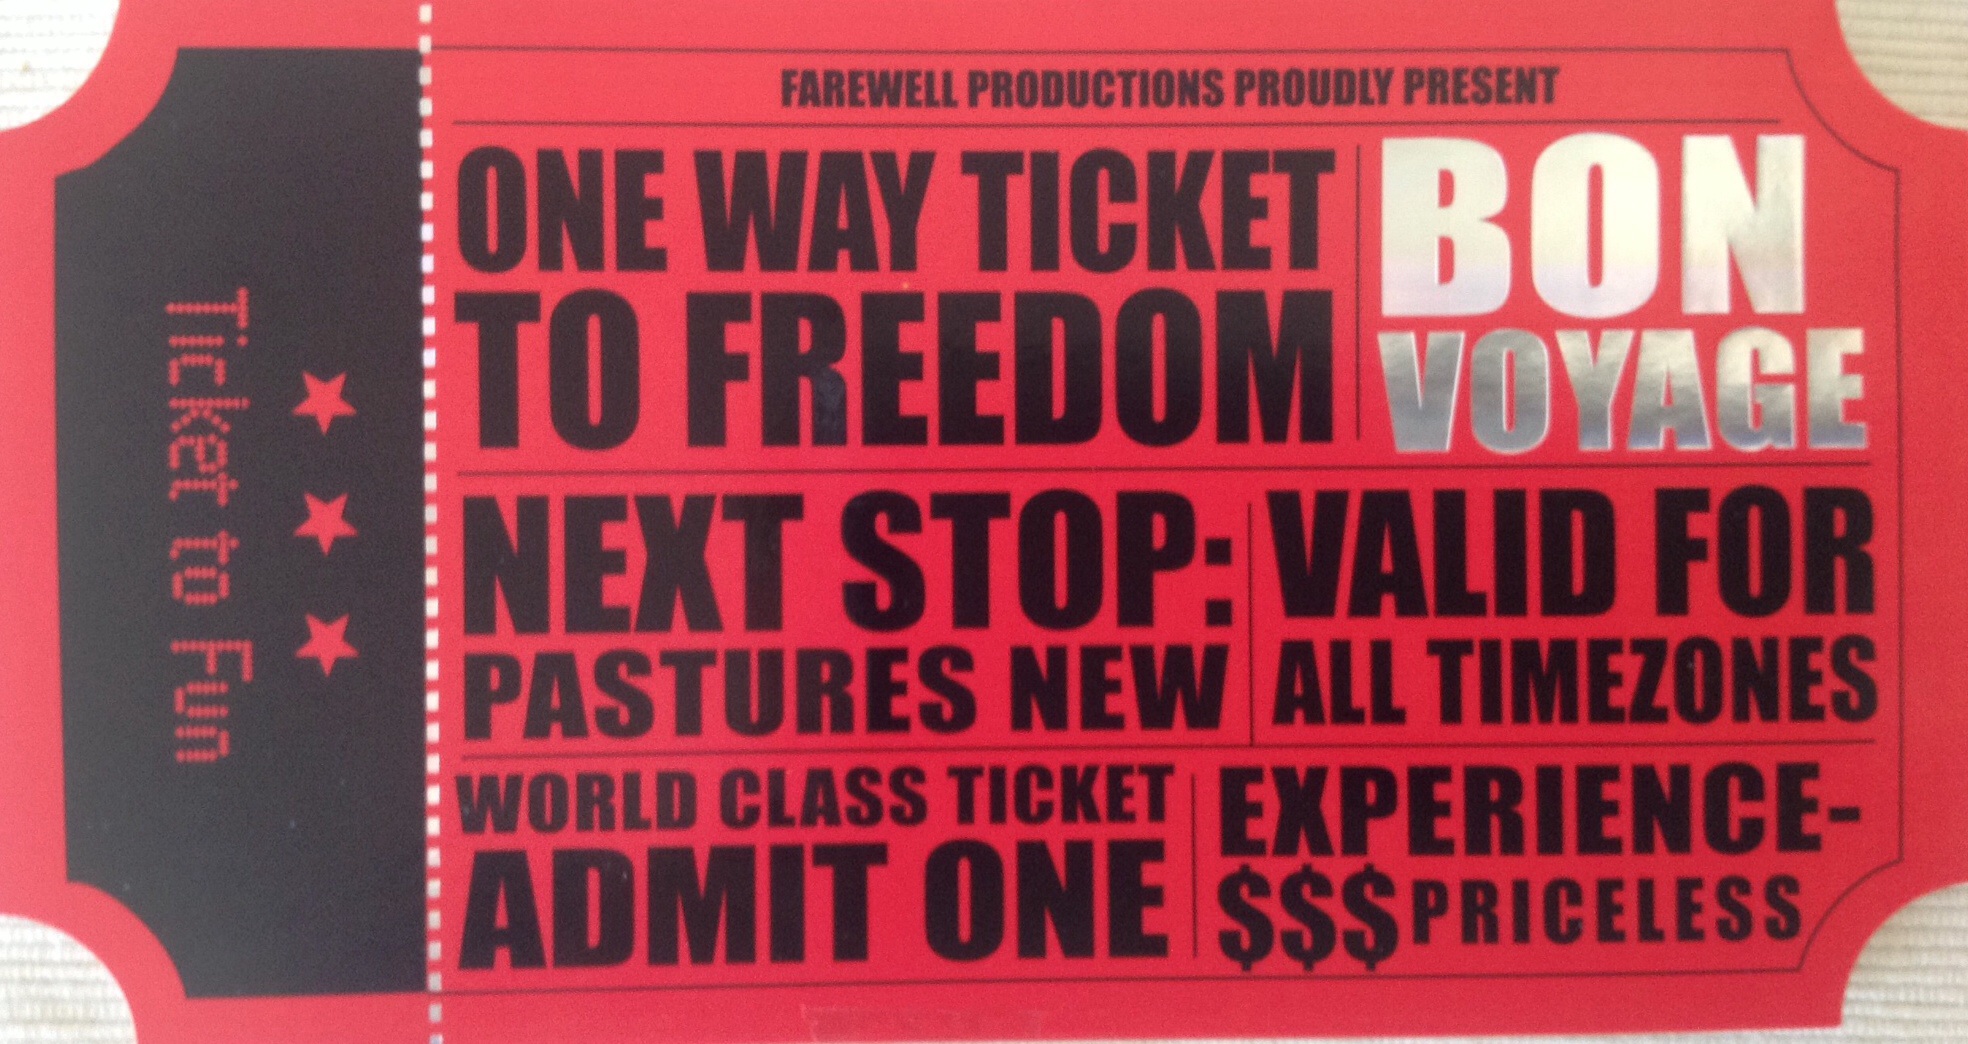 Ticket to Fun
FAREWELL PRODUCTIONS PROUDLY PRESENT
ONE WAY TICKET
TO FREEDOM
BON
VOYAGE
NEXT STOP:
PASTURES NEW
VALID FOR
ALL TIMEZONES
WORLD CLASS TICKET
ADMIT ONE
EXPERIENCE-
$$$PRICELESS